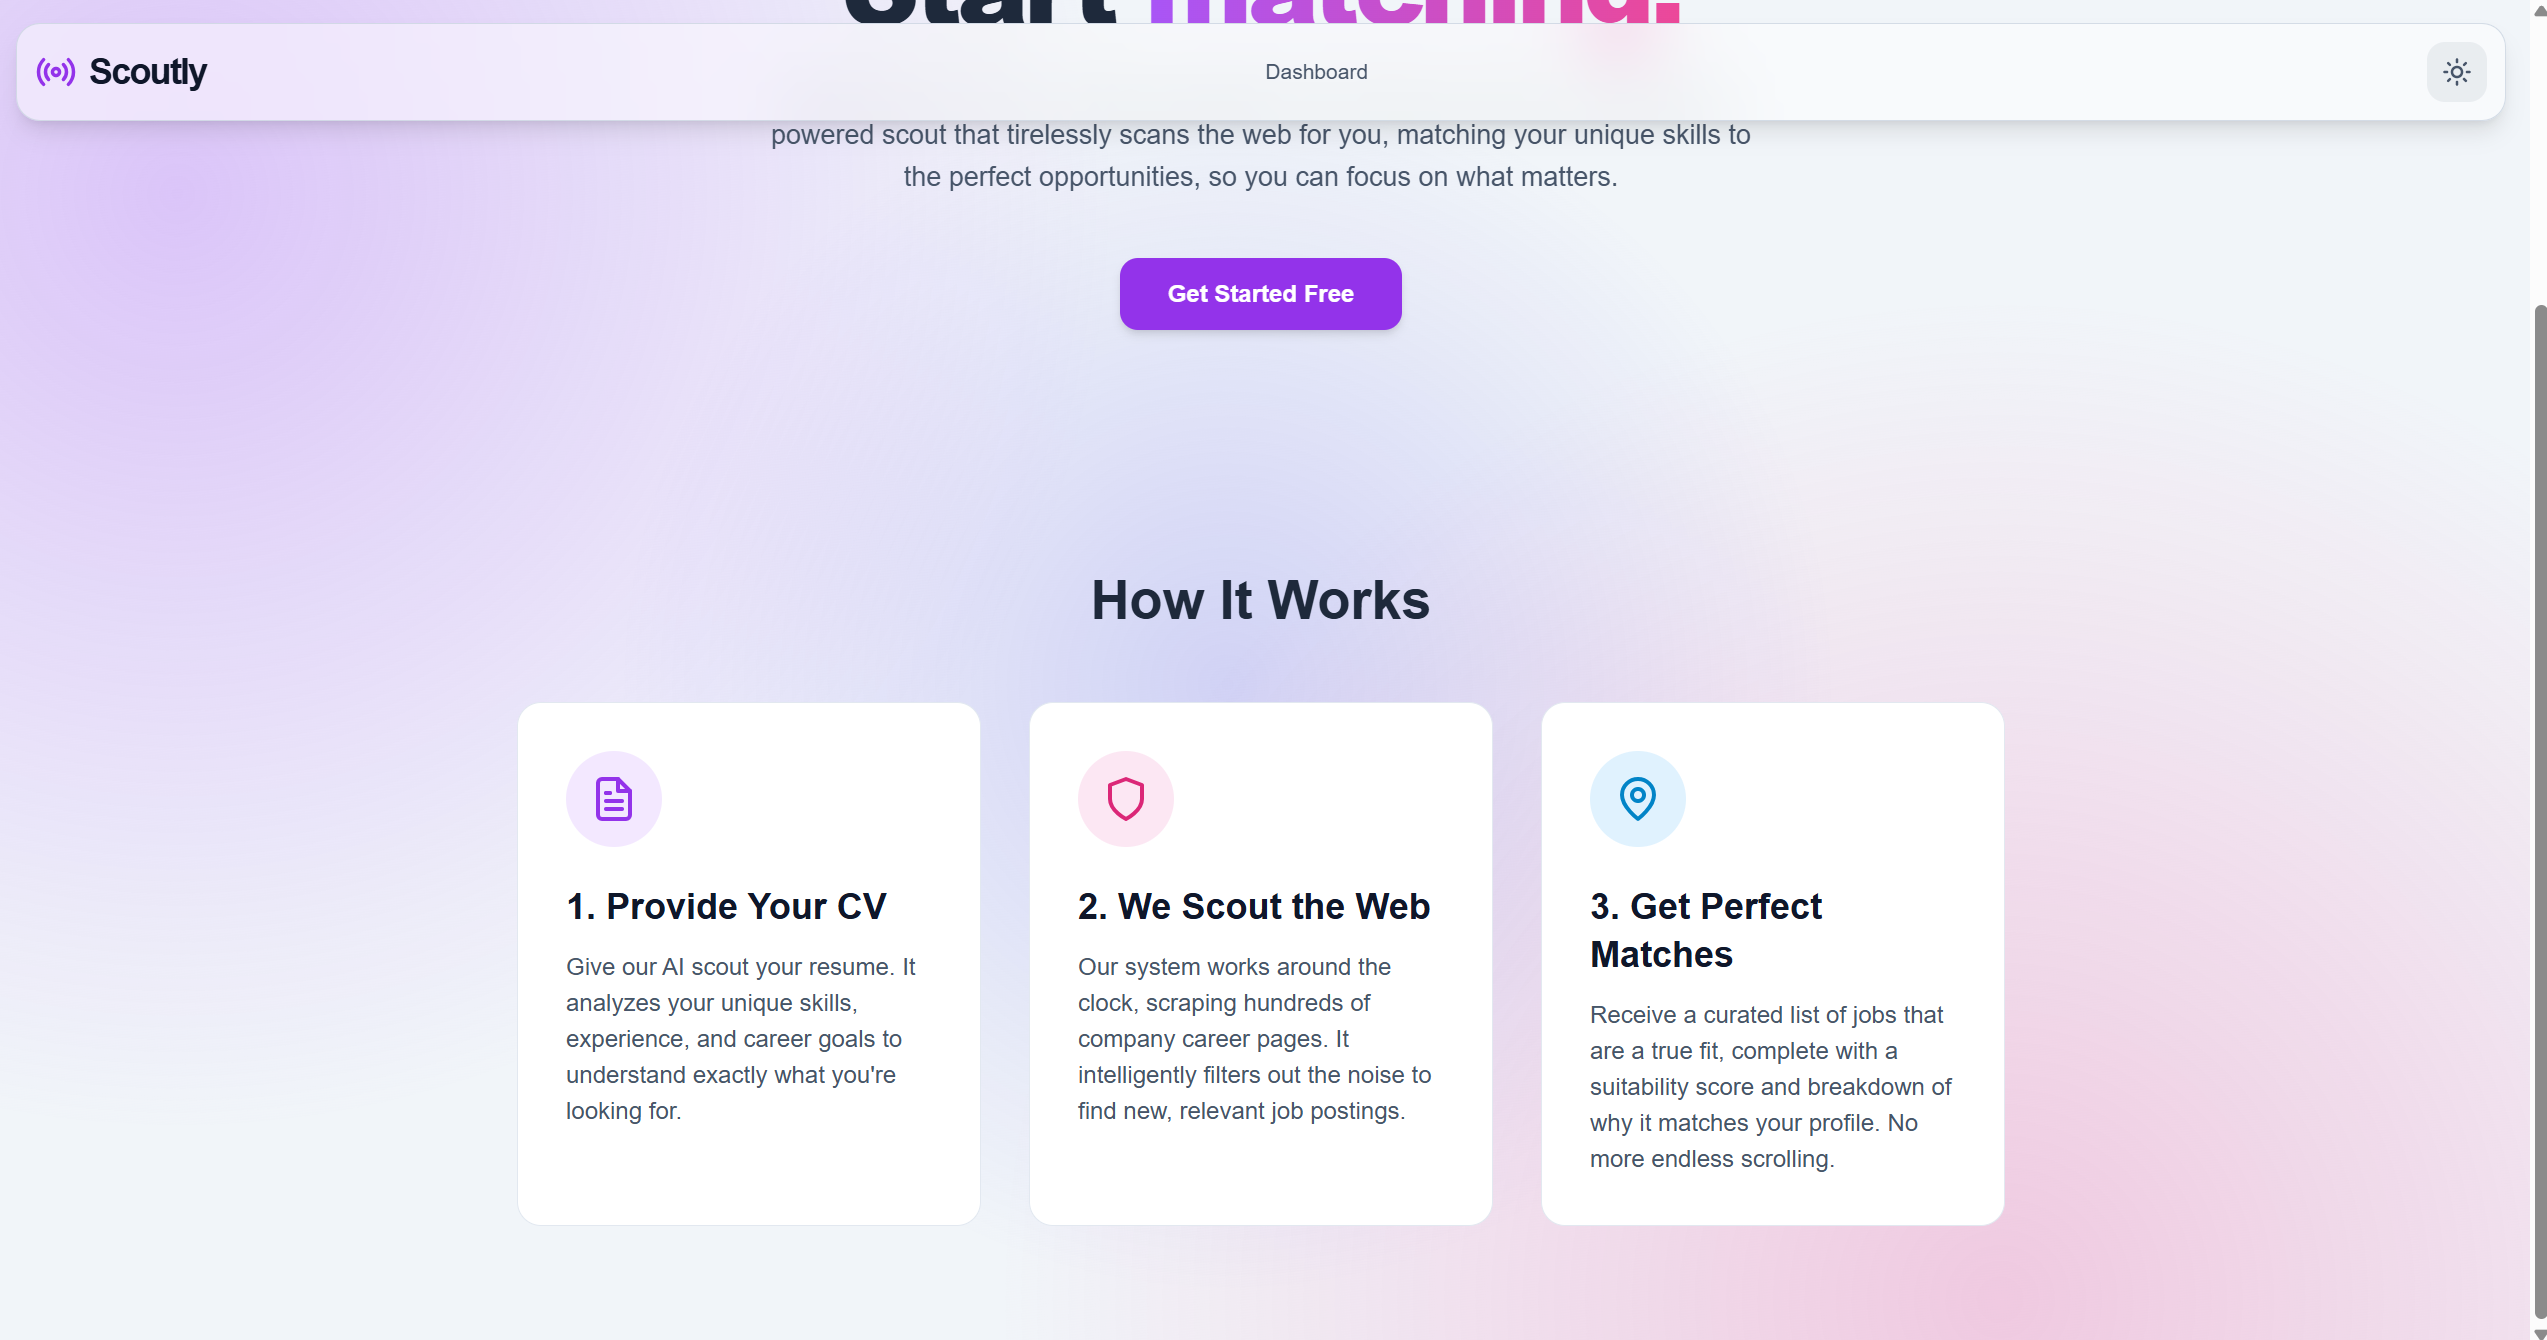 Start matching.
Scoutly
Dashboard
powered scout that tirelessly scans the web for you, matching your unique skills to
the perfect opportunities, so you can focus on what matters.
Get Started Free
How It Works
1. Provide Your CV
Give our AI scout your resume. It
analyzes your unique skills,
experience, and career goals to
understand exactly what you're
looking for.
2. We Scout the Web
Our system works around the
clock, scraping hundreds of
company career pages. It
intelligently filters out the noise to
find new, relevant job postings.
3. Get Perfect
Matches
Receive a curated list of jobs that
are a true fit, complete with a
suitability score and breakdown of
why it matches your profile. No
more endless scrolling.